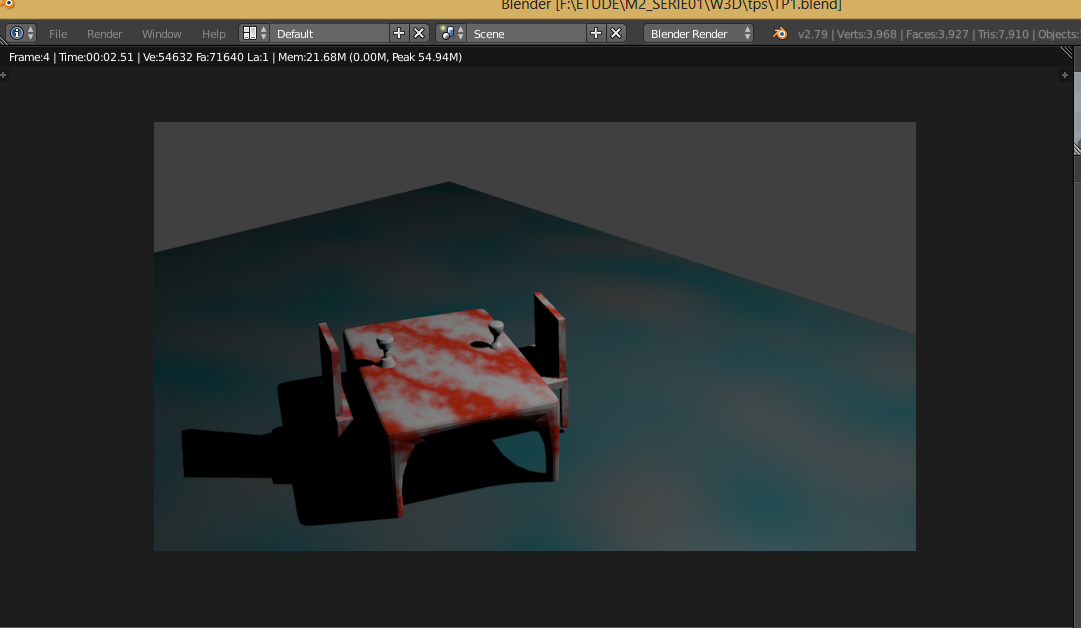 Blender [F:\ETUDE\M2_SERIE01\W3D\tps\TP1.blend]
File Render Window Help Default Scene Blender Render v2.79 | Verts:3,968 | Faces:3,927 | Tris:7,910 | Objects:
Frame:4 | Time:00:02.51 | Ve:54632 Fa:71640 La:1 | Mem:21.68M (0.00M, Peak 54.94M)